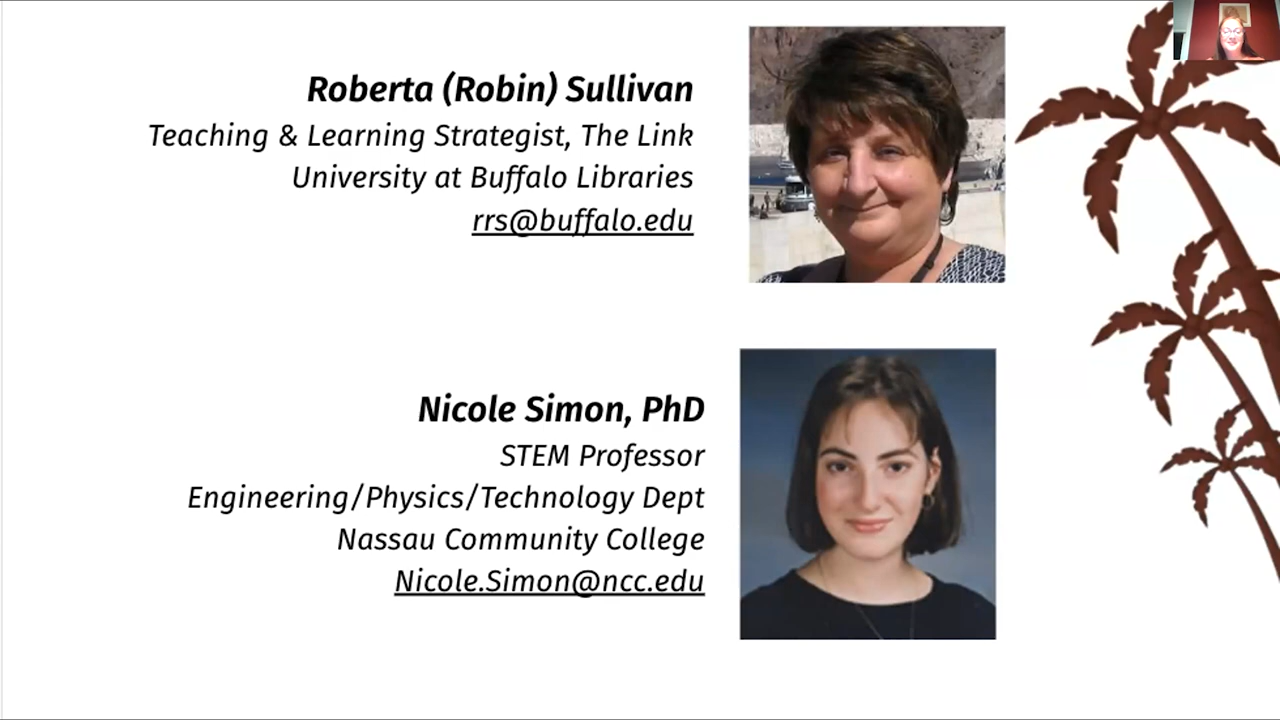 Roberta (Robin) Sullivan
Teaching & Learning Strategist, The Link
University at Buffalo Libraries
rrs@buffalo.edu
Nicole Simon, PhD
STEM Professor
Engineering/Physics/Technology Dept
Nassau Community College
Nicole.Simon@ncc.edu